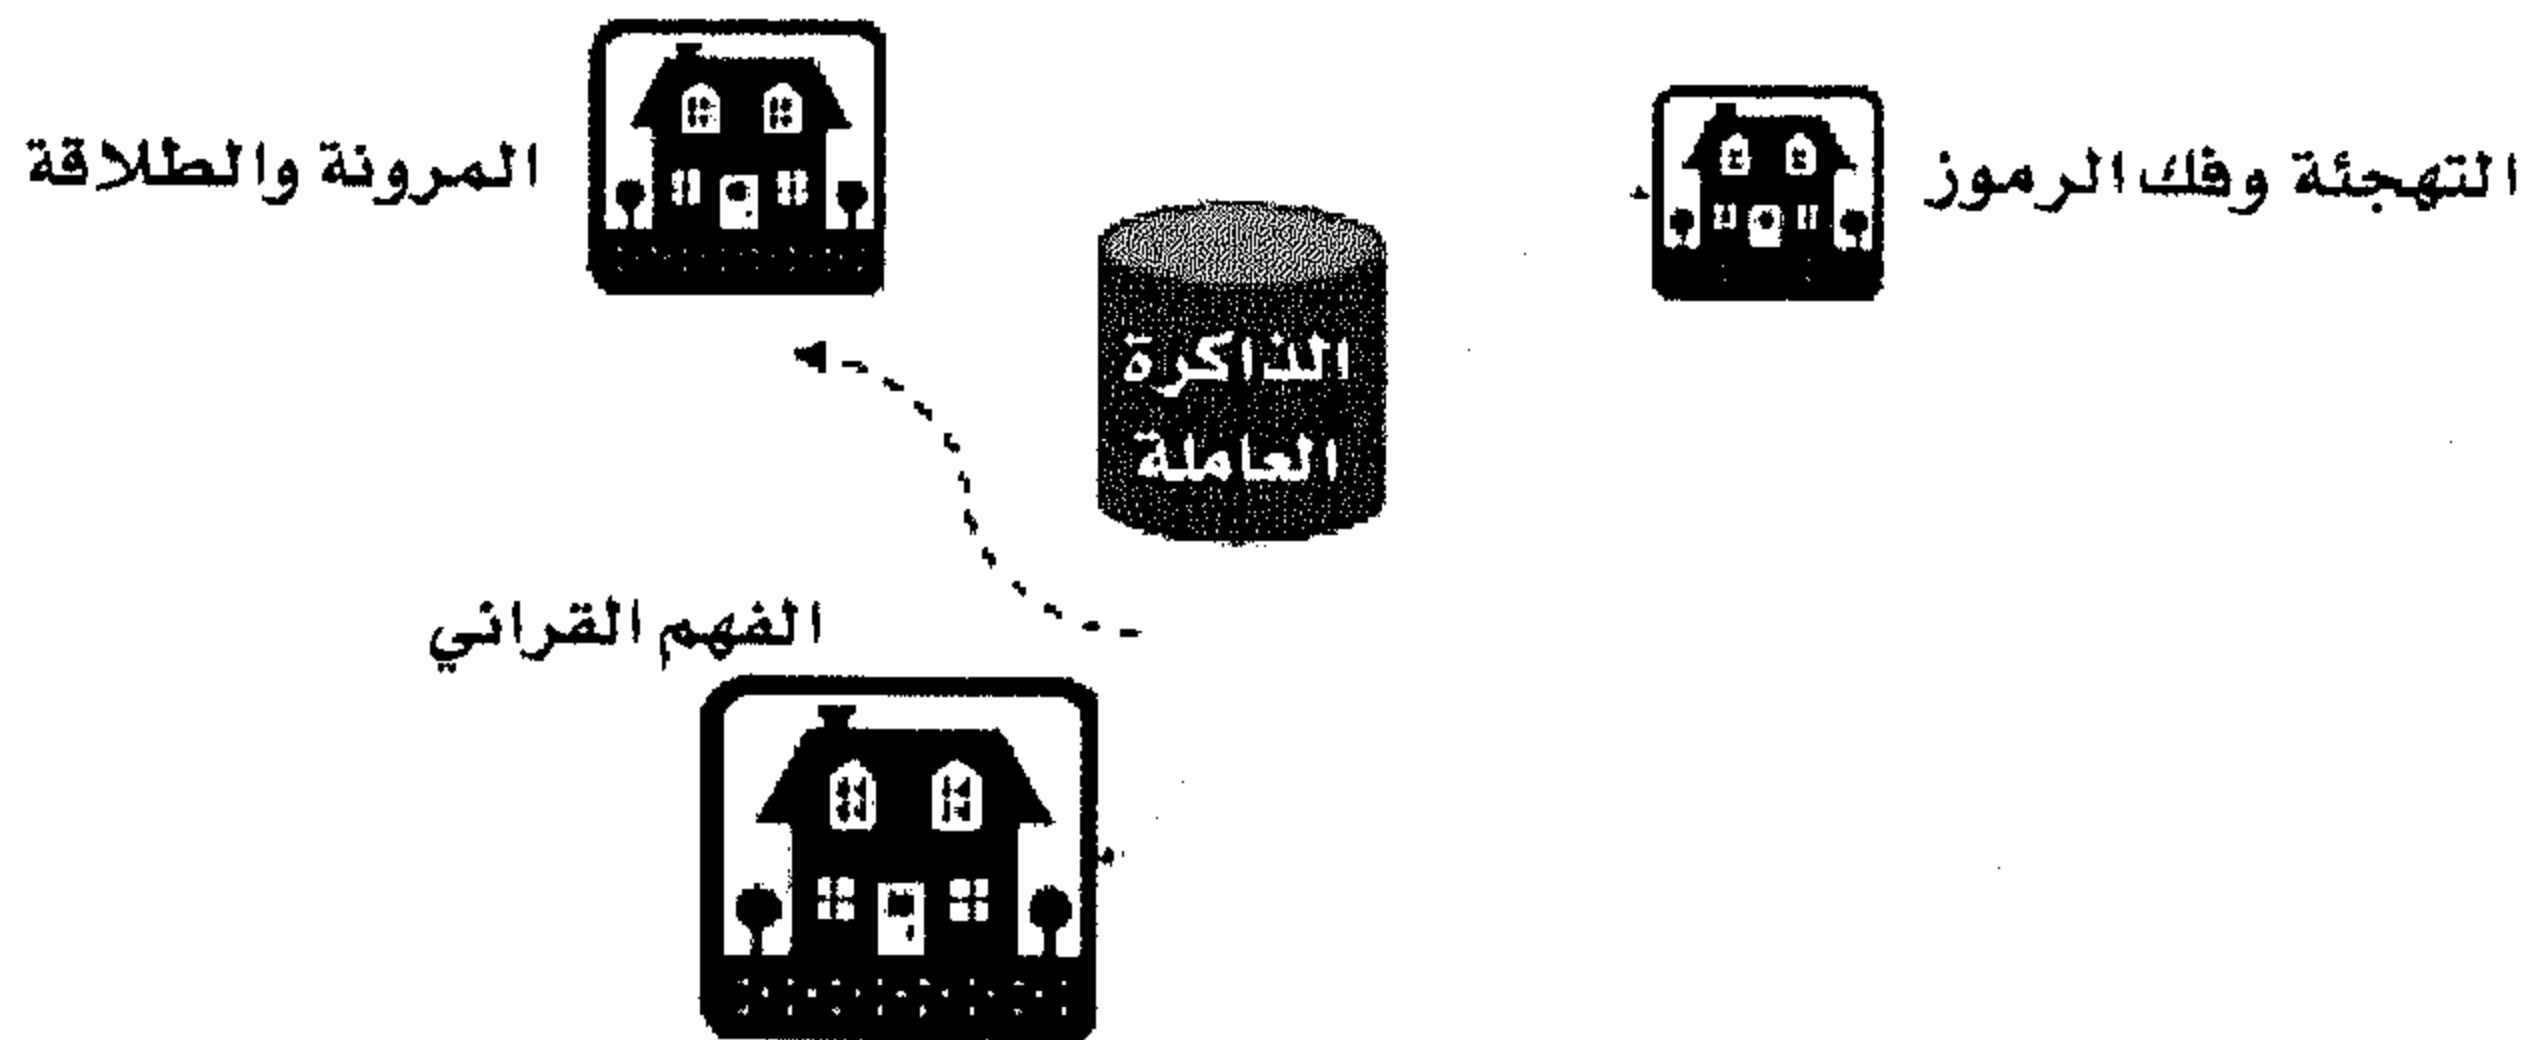 التهجئة وفك الرموز
المرونة والطلاقة
الذاكرة
العاملة
الفهم القرائي